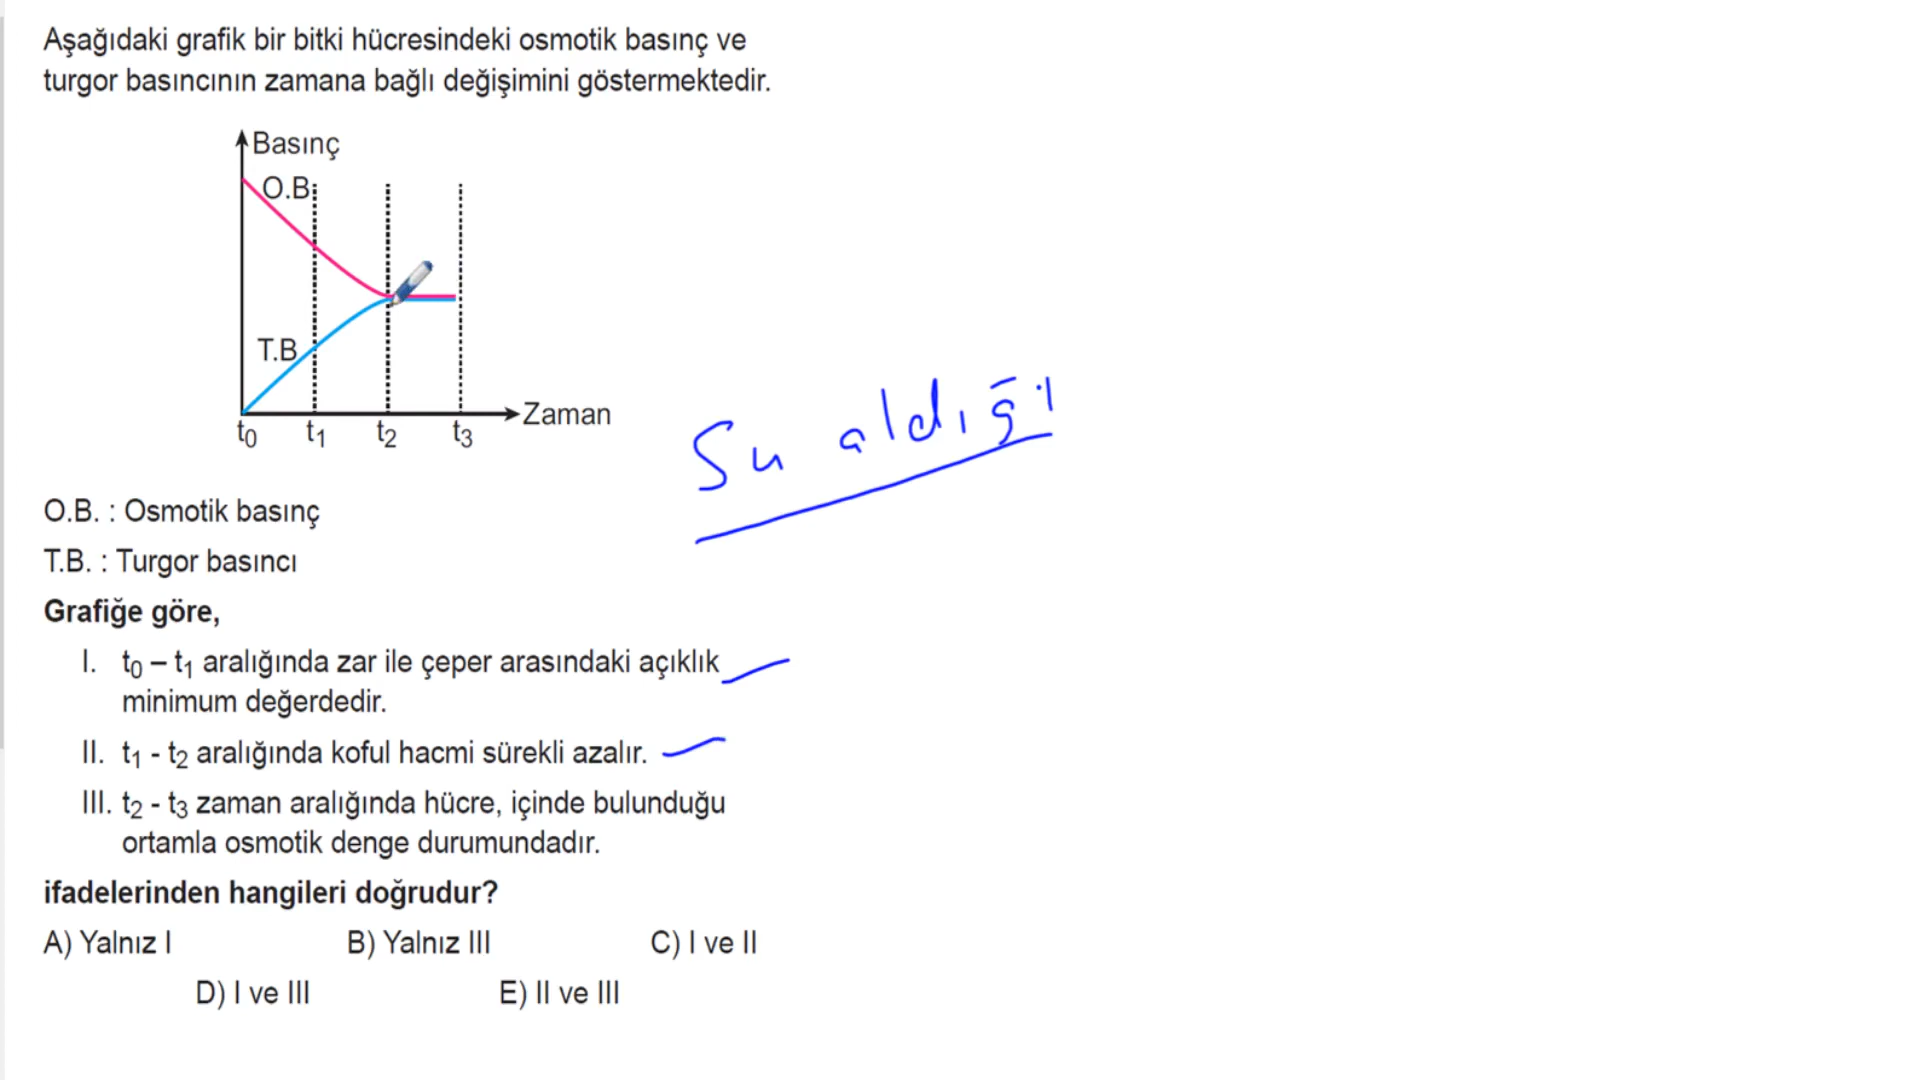 Aşağıdaki grafik bir bitki hücresindeki osmotik basınç ve
turgor basıncının zamana bağlı değişimini göstermektedir.
Basınç
O.B.
T.B.
Zaman
t0 t1 t2 t3
Su aldığı
O.B. : Osmotik basınç
T.B. : Turgor basıncı
Grafiğe göre,
I. t0 – t1 aralığında zar ile çeper arasındaki açıklık
minimum değerdedir.
II. t1 - t2 aralığında koful hacmi sürekli azalır.
III. t2 - t3 zaman aralığında hücre, içinde bulunduğu
ortamla osmotik denge durumundadır.
ifadelerinden hangileri doğrudur?
A) Yalnız I B) Yalnız III C) I ve II
D) I ve III E) II ve III